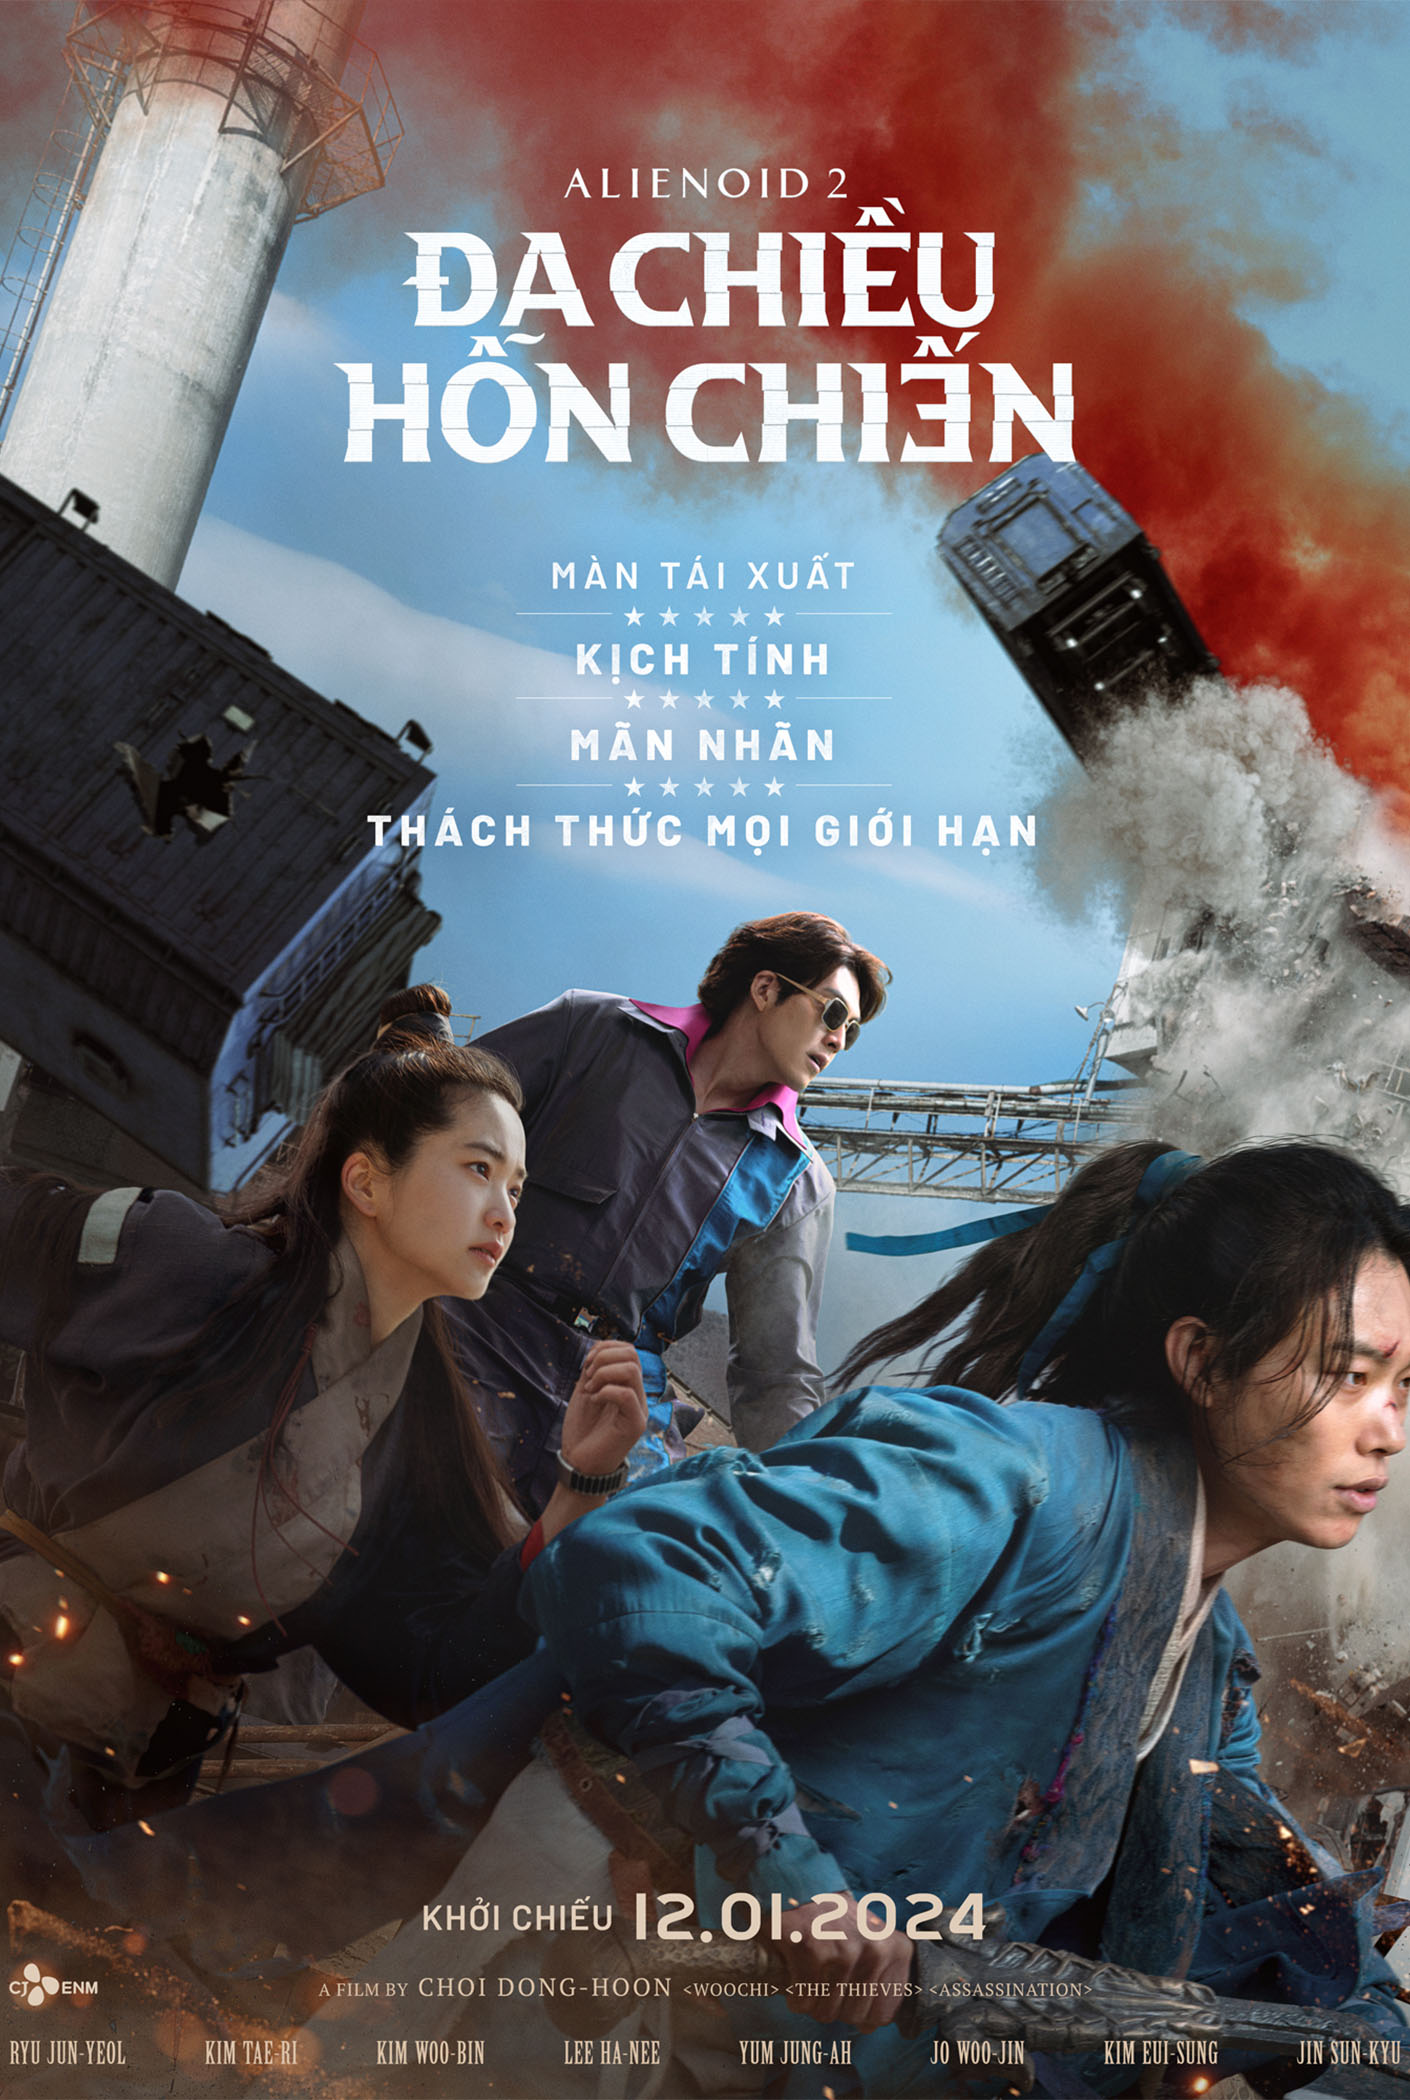 ALIENOID 2
ĐA CHIỀU
HỖN CHIẾN
MÀN TÁI XUẤT
KỊCH TÍNH
MÃN NHÃN
THÁCH THỨC MỌI GIỚI HẠN
KHỞI CHIẾU 12.01.2024
CJ ENM
A FILM BY CHOI DONG-HOON <WOOCHI> <THE THIEVES> <ASSASSINATION>
RYU JUN-YEOL KIM TAE-RI KIM WOO-BIN LEE HA-NEE YUM JUNG-AH JO WOO-JIN KIM EUI-SUNG JIN SUN-KYU